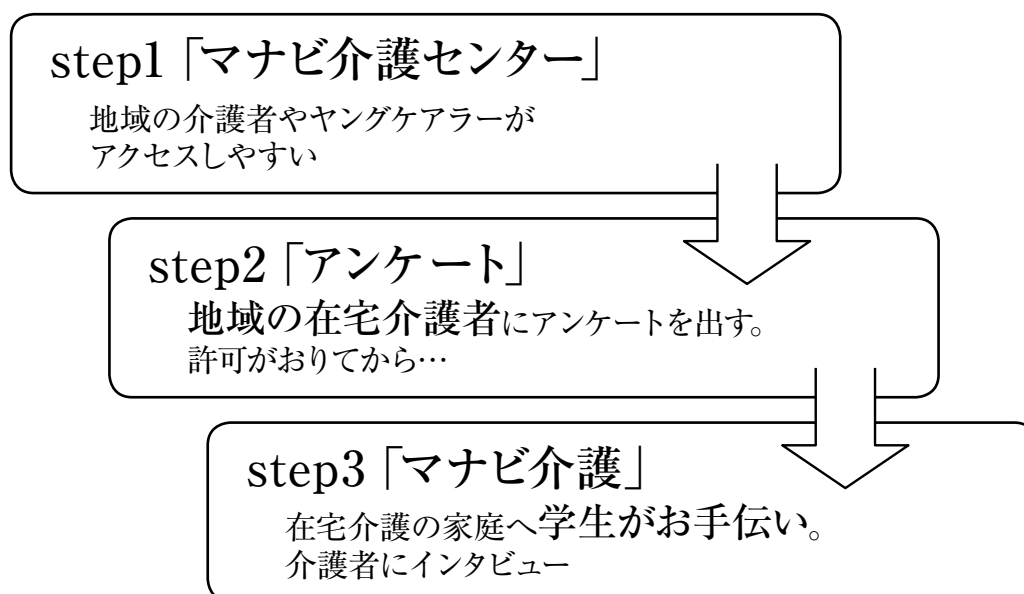 step1「マナビ介護センター」
地域の介護者やヤングケアラーが
アクセスしやすい
step2「アンケート」
地域の在宅介護者にアンケートを出す。
許可がおりてから…
step3「マナビ介護」
在宅介護の家庭へ学生がお手伝い。
介護者にインタビュー